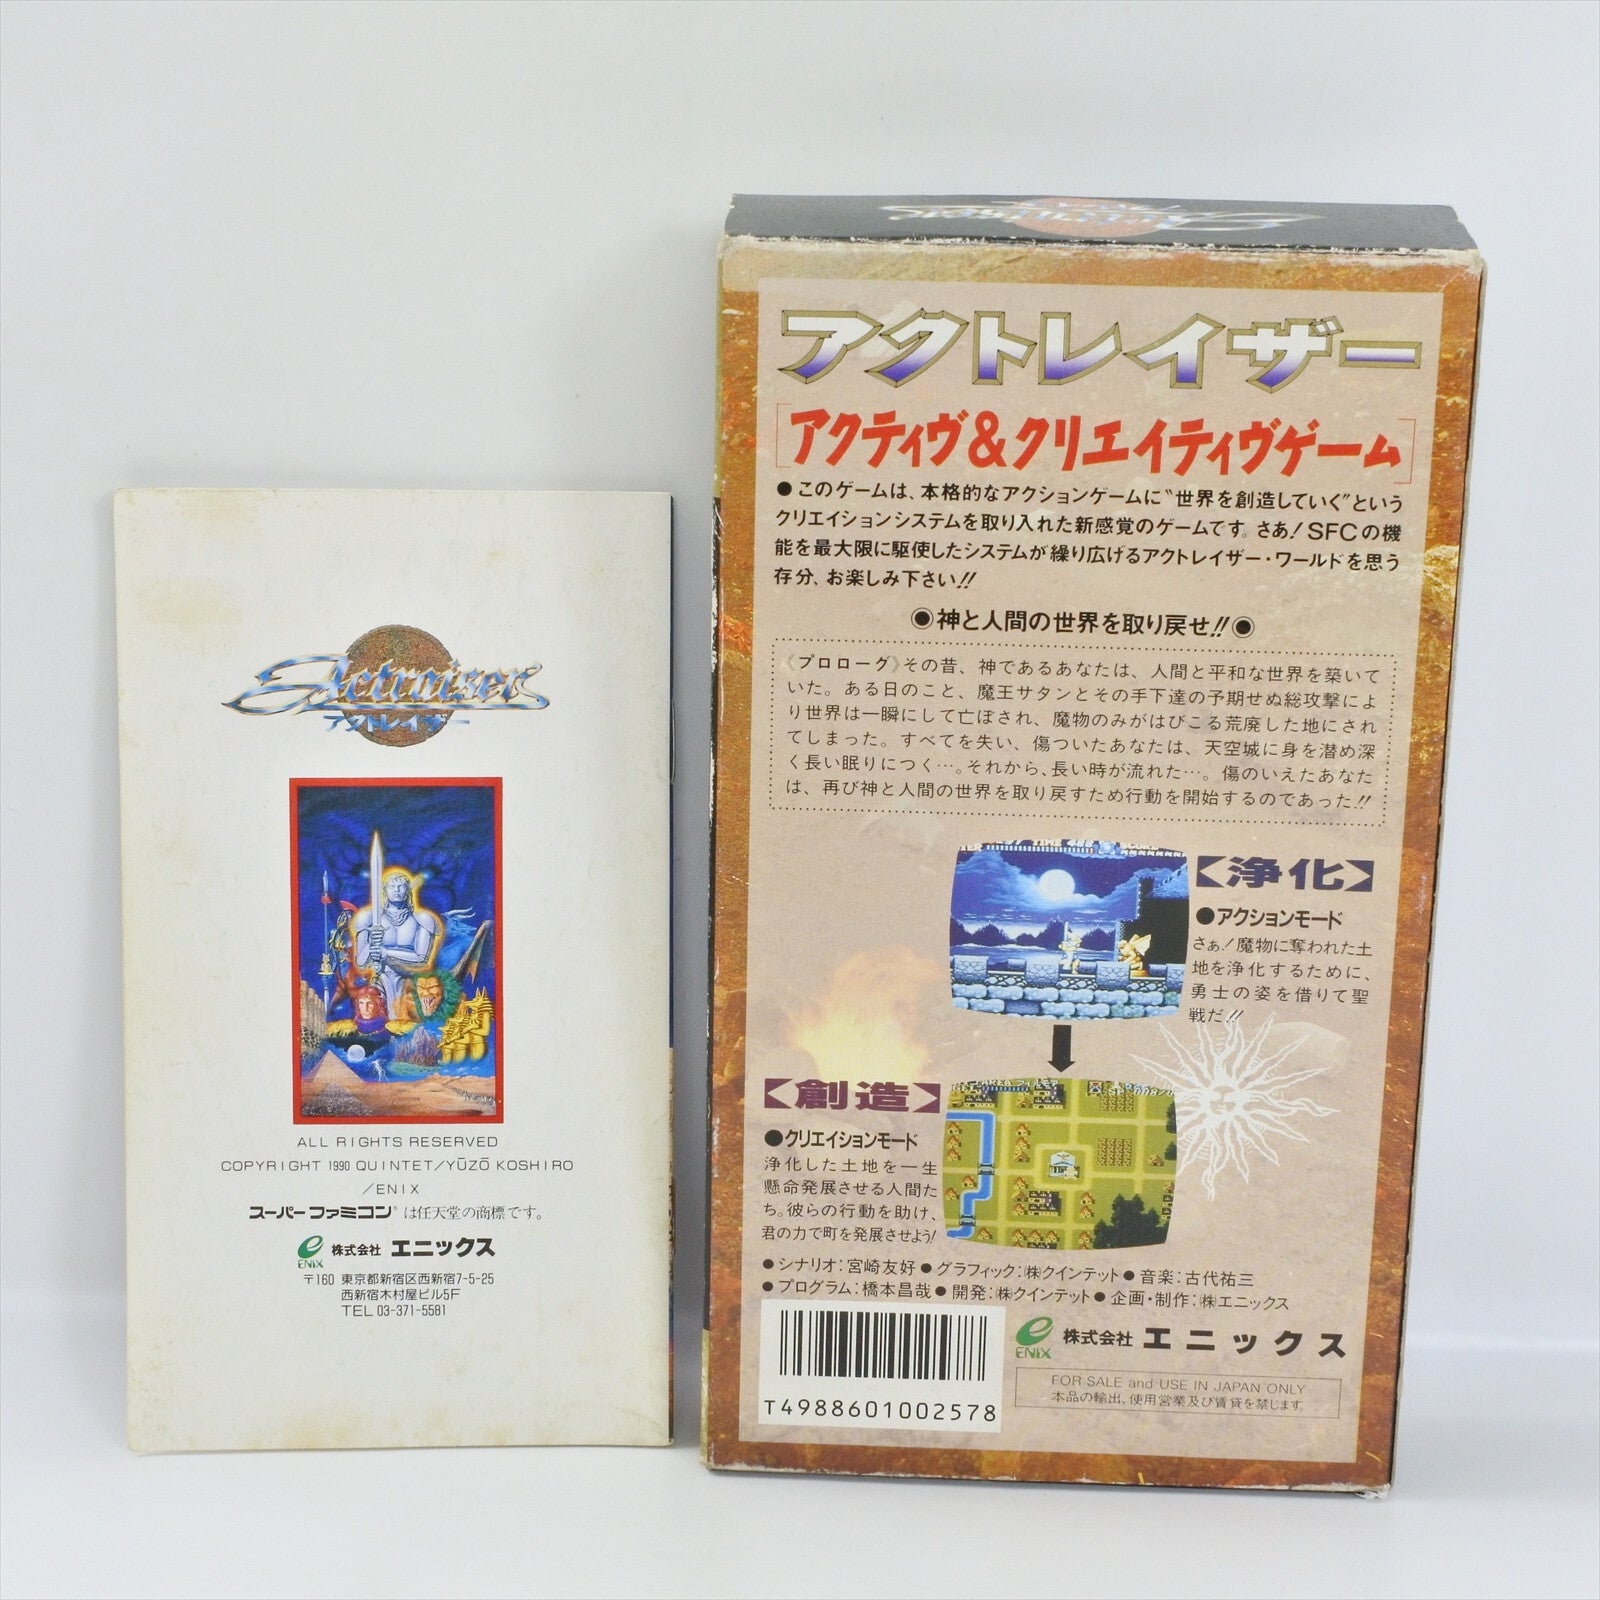 Actraiser
アクトレイザー
ALL RIGHTS RESERVED
COPYRIGHT 1990 QUINTET/YŪZŌ KOSHIRO
/ENIX
スーパーファミコン®は任天堂の商標です。
ENIX 株式会社 エニックス
〒160 東京都新宿区西新宿7-5-25
西新宿木村屋ビル5F
TEL 03-371-5581
Actraiser
アクトレイザー
[アクティヴ&クリエイティヴゲーム]
●このゲームは、本格的なアクションゲームに“世界を創造していく”という
クリエイションシステムを取り入れた新感覚のゲームです。さあ!SFCの機
能を最大限に駆使したシステムが繰り広げるアクトレイザー・ワールドを思う
存分、お楽しみ下さい!!
◉神と人間の世界を取り戻せ!!◉
《プロローグ》その昔、神であるあなたは、人間と平和な世界を築いて
いた。ある日のこと、魔王サタンとその手下達の予期せぬ総攻撃によ
り世界は一瞬にして亡ぼされ、魔物のみがはびこる荒廃した地にされ
てしまった。すべてを失い、傷ついたあなたは、天空城に身を潜め深
く長い眠りにつく…。それから、長い時が流れた…。傷のいえたあなた
は、再び神と人間の世界を取り戻すため行動を開始するのであった!!
【浄化】
●アクションモード
さぁ!魔物に奪われた土
地を浄化するために、
勇士の姿を借りて聖
戦だ!!
【創造】
●クリエイションモード
浄化した土地を一生
懸命発展させる人間た
ち。彼らの行動を助け、
君の力で町を発展させよう!
●シナリオ:宮崎友好●グラフィック:㈱クインテット●音楽:古代祐三
●プログラム:橋本昌哉●開発:㈱クインテット●企画・制作:㈱エニックス
T4988601002578
ENIX 株式会社 エニックス
FOR SALE and USE IN JAPAN ONLY
本品の輸出、使用営業及び賃貸を禁じます。